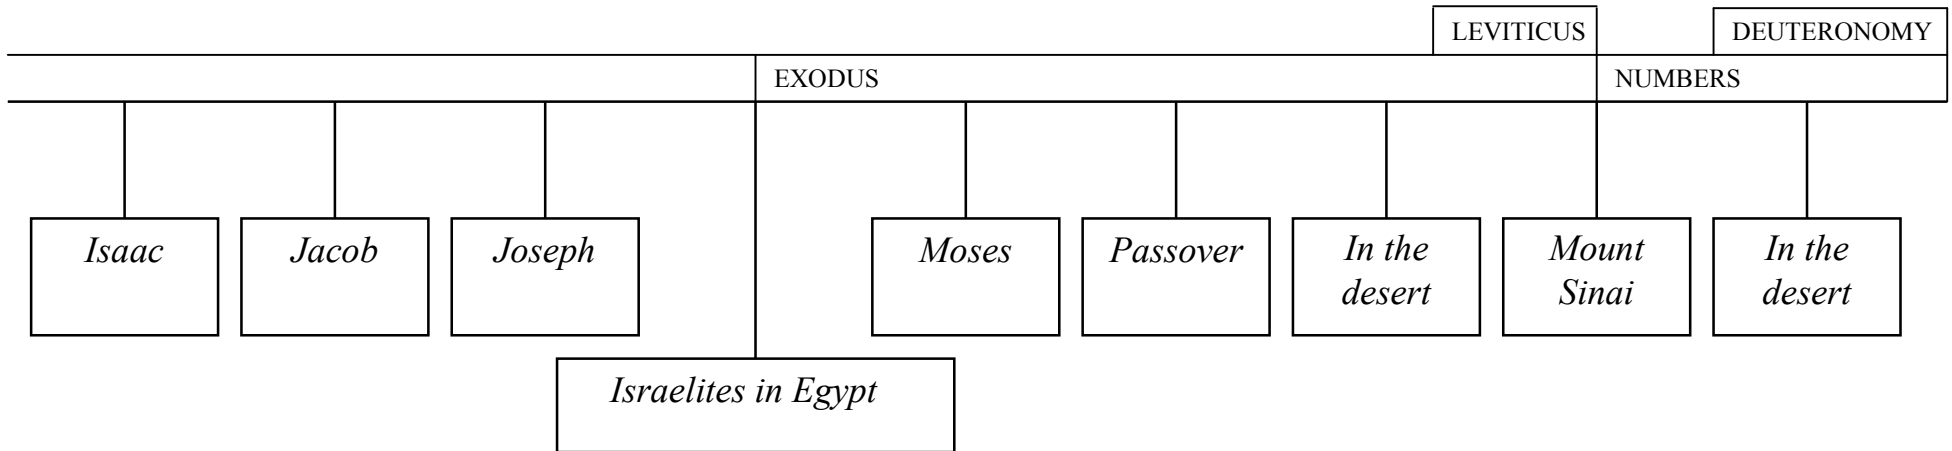 LEVITICUS
DEUTERONOMY
EXODUS
NUMBERS
Isaac
Jacob
Joseph
Moses
Passover
In the
desert
Mount
Sinai
In the
desert
Israelites in Egypt